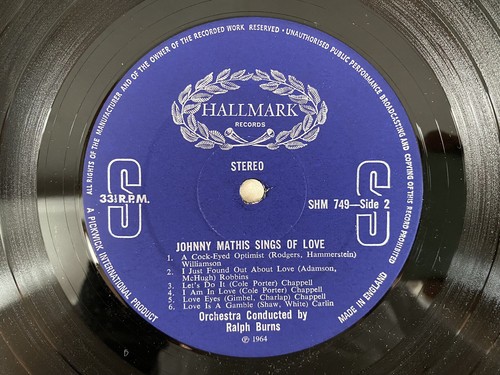 ALL RIGHTS OF THE MANUFACTURER AND OF THE OWNER OF THE RECORDED WORK RESERVED - UNAUTHORISED PUBLIC PERFORMANCE BROADCASTING AND COPYING OF THIS RECORD PROHIBITED
HALLMARK
RECORDS
STEREO
S
S
33⅓ R.P.M.
SHM 749—Side 2
JOHNNY MATHIS SINGS OF LOVE
1. A Cock-Eyed Optimist (Rodgers, Hammerstein)
Williamson
2. I Just Found Out About Love (Adamson,
McHugh) Robbins
3. Let's Do It (Cole Porter) Chappell
4. I Am In Love (Cole Porter) Chappell
5. Love Eyes (Gimbel, Charlap) Chappell
6. Love Is A Gamble (Shaw, White) Carlin
Orchestra Conducted by
Ralph Burns
℗ 1964
A PICKWICK INTERNATIONAL PRODUCT
MADE IN ENGLAND